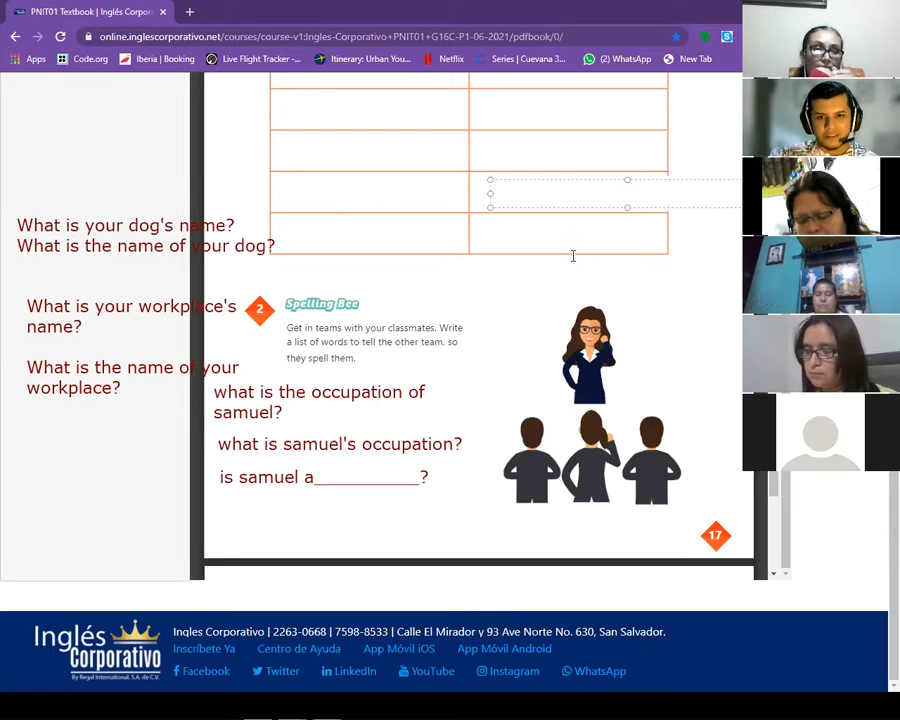 PNIT01 Textbook | Inglés Corpor
online.inglescorporativo.net/courses/course-v1:Ingles-Corporativo+PNIT01+G16C-P1-06-2021/pdfbook/0/
Apps
Code.org
Iberia | Booking
Live Flight Tracker -...
Itinerary: Urban You...
Netflix
Series | Cuevana 3...
(2) WhatsApp
New Tab
What is your dog's name?
What is the name of your dog?
What is your workplace's
name?
What is the name of your
workplace?
2
Spelling Bee
Get in teams with your classmates. Write
a list of words to tell the other team, so
they spell them.
what is the occupation of
samuel?
what is samuel's occupation?
is samuel a____________?
17
Inglés
Corporativo
By Regal International, S.A. de C.V.
Ingles Corporativo | 2263-0668 | 7598-8533 | Calle El Mirador y 93 Ave Norte No. 630, San Salvador.
Inscríbete Ya
Centro de Ayuda
App Móvil iOS
App Móvil Android
Facebook
Twitter
LinkedIn
YouTube
Instagram
WhatsApp